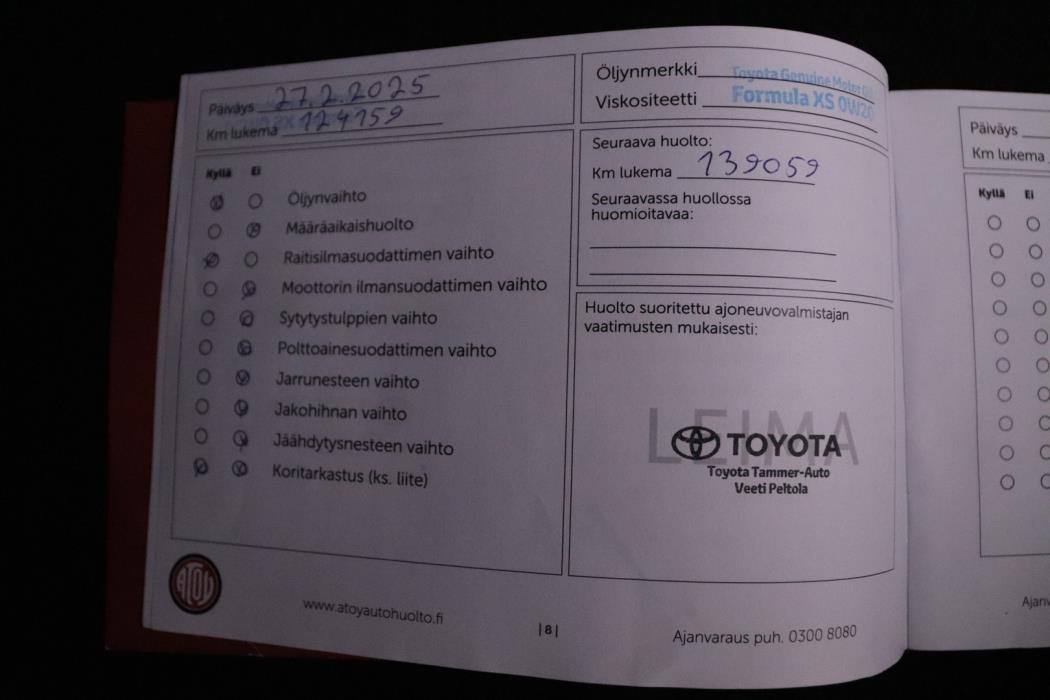 Päiväys 27.2.2025
Km lukema 124159
Kyllä Ei
Öljynvaihto
Määräaikaishuolto
Raitisilmasuodattimen vaihto
Moottorin ilmansuodattimen vaihto
Sytytystulppien vaihto
Polttoainesuodattimen vaihto
Jarrunesteen vaihto
Jakohihnan vaihto
Jäähdytysnesteen vaihto
Koritarkastus (ks. liite)
ATOY
www.atoyautohuolto.fi
|8|
Öljynmerkki Toyota Genuine Motor Oil
Viskositeetti Formula XS 0W20
Seuraava huolto:
Km lukema 139059
Seuraavassa huollossa
huomioitavaa:
Huolto suoritettu ajoneuvovalmistajan
vaatimusten mukaisesti:
LEIMA
TOYOTA
Toyota Tammer-Auto
Veeti Peltola
Ajanvaraus puh. 0300 8080
Päiväys
Km lukema
Kyllä Ei